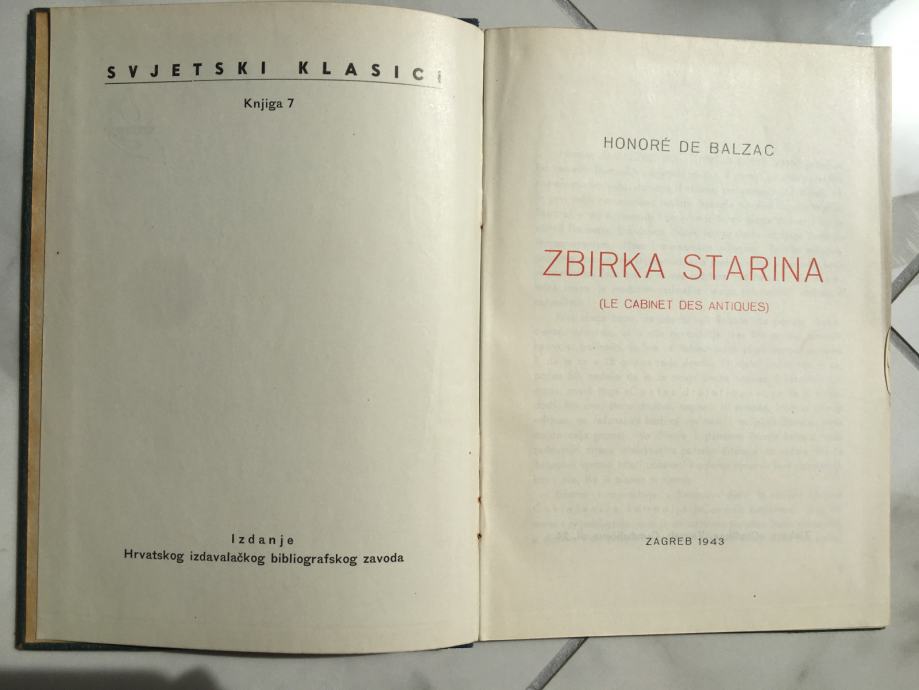 SVJETSKI KLASICI
Knjiga 7
Izdanje
Hrvatskog izdavalačkog bibliografskog zavoda
HONORÉ DE BALZAC
ZBIRKA STARINA
(LE CABINET DES ANTIQUES)
ZAGREB 1943